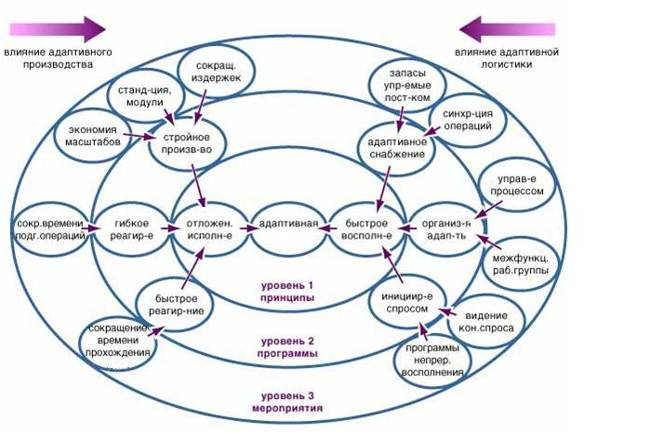 влияние адаптивного
производства
влияние адаптивной
логистики
сокращ.
издержек
станд-ция,
модули
экономия
масштабов
стройное
произв-во
запасы
упр-емые
пост-ком
синхр-ция
операций
адаптивное
снабжение
управ-е
процессом
сокр.времени
подг.операций
гибкое
реагир-е
отложен.
исполн-е
адаптивная
быстрое
восполн-е
организ-я
адап-ть
межфункц.
раб.группы
быстрое
реагир-ние
сокращение
времени
прохождения
инициир-е
спросом
видение
кон.спроса
программы
непрер.
восполнения
уровень 1
принципы
уровень 2
программы
уровень 3
мероприятия